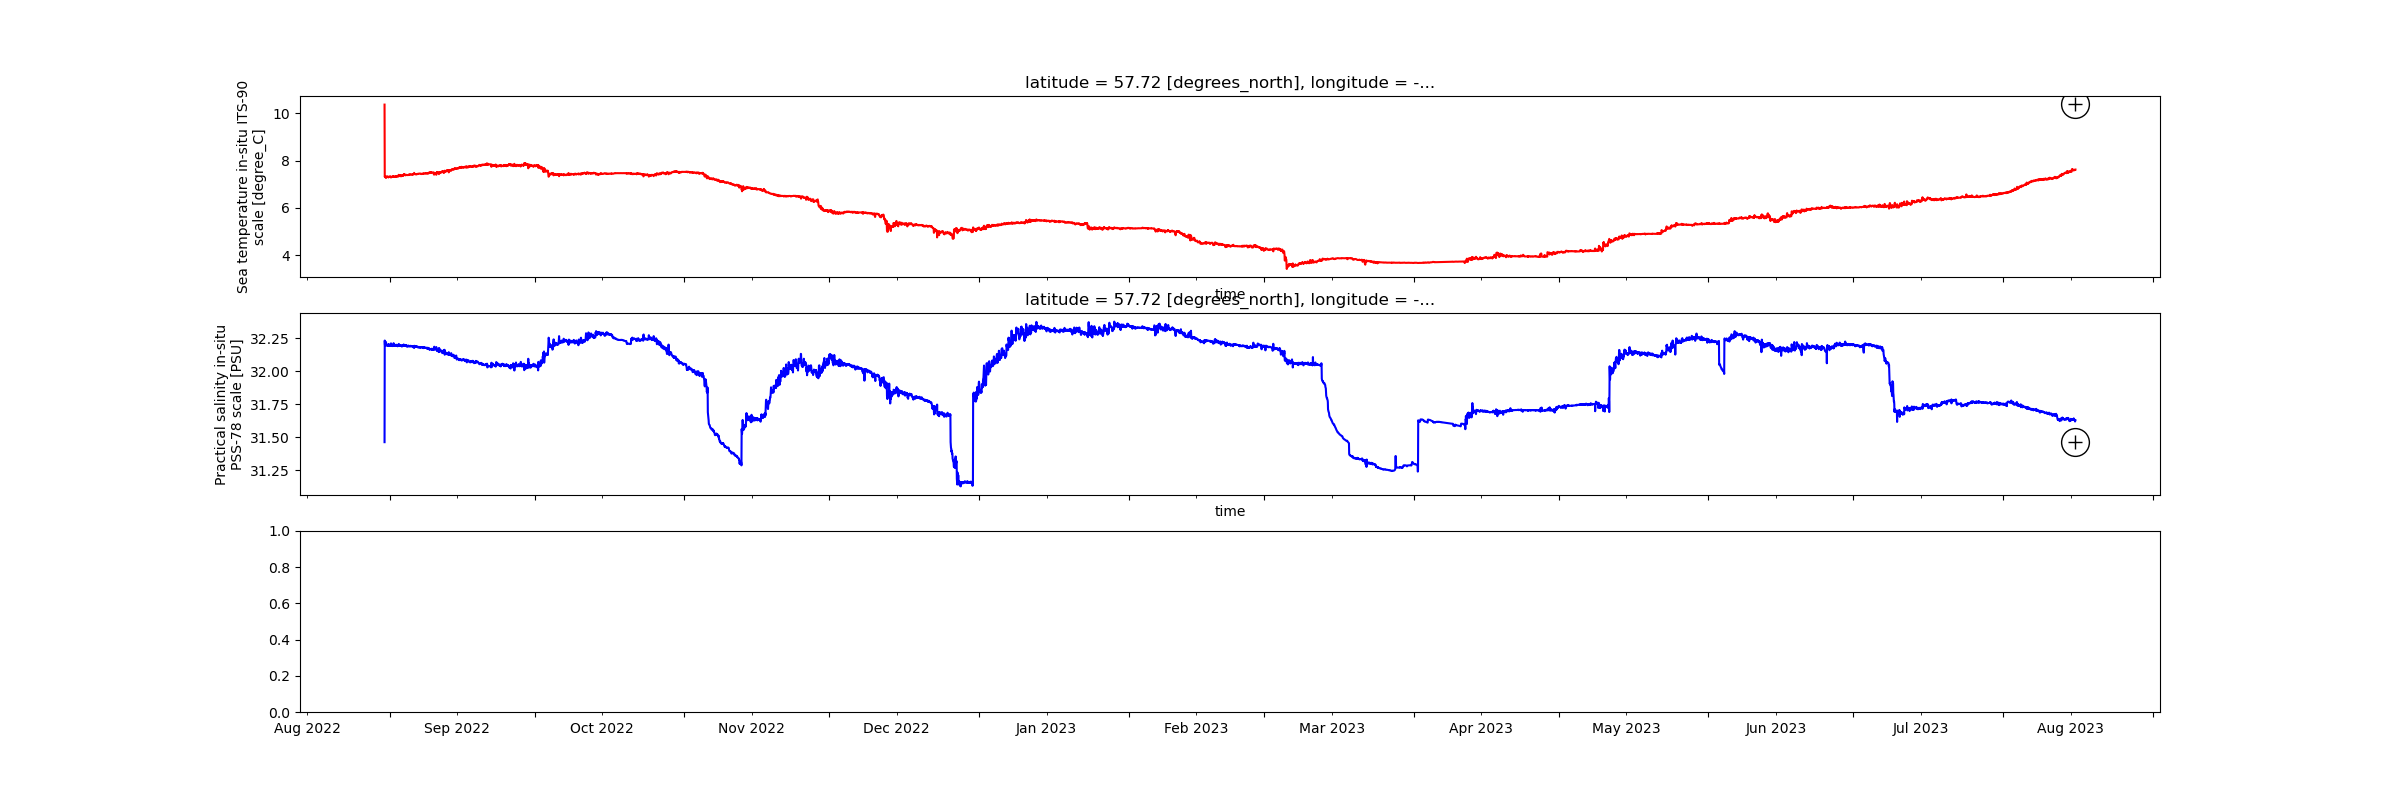 latitude = 57.72 [degrees_north], longitude = -...
Sea temperature in-situ ITS-90
scale [degree_C]
10
8
6
4
time
latitude = 57.72 [degrees_north], longitude = -...
Practical salinity in-situ
PSS-78 scale [PSU]
32.25
32.00
31.75
31.50
31.25
time
1.0
0.8
0.6
0.4
0.2
0.0
Aug 2022 Sep 2022 Oct 2022 Nov 2022 Dec 2022 Jan 2023 Feb 2023 Mar 2023 Apr 2023 May 2023 Jun 2023 Jul 2023 Aug 2023